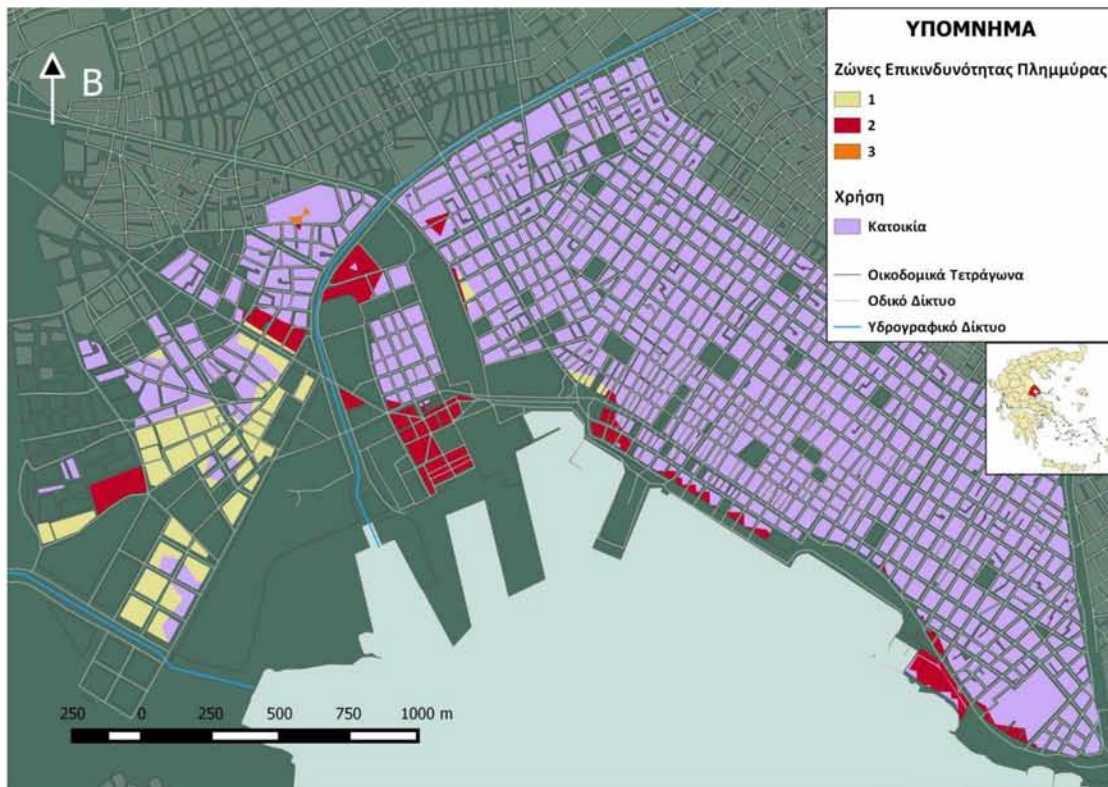 ΥΠΟΜΝΗΜΑ
Ζώνες Επικινδυνότητας Πλημμύρας
1
2
3
Χρήση
Κατοικία
Οικοδομικά Τετράγωνα
Οδικό Δίκτυο
Υδρογραφικό Δίκτυο
Β
250 0 250 500 750 1000 m